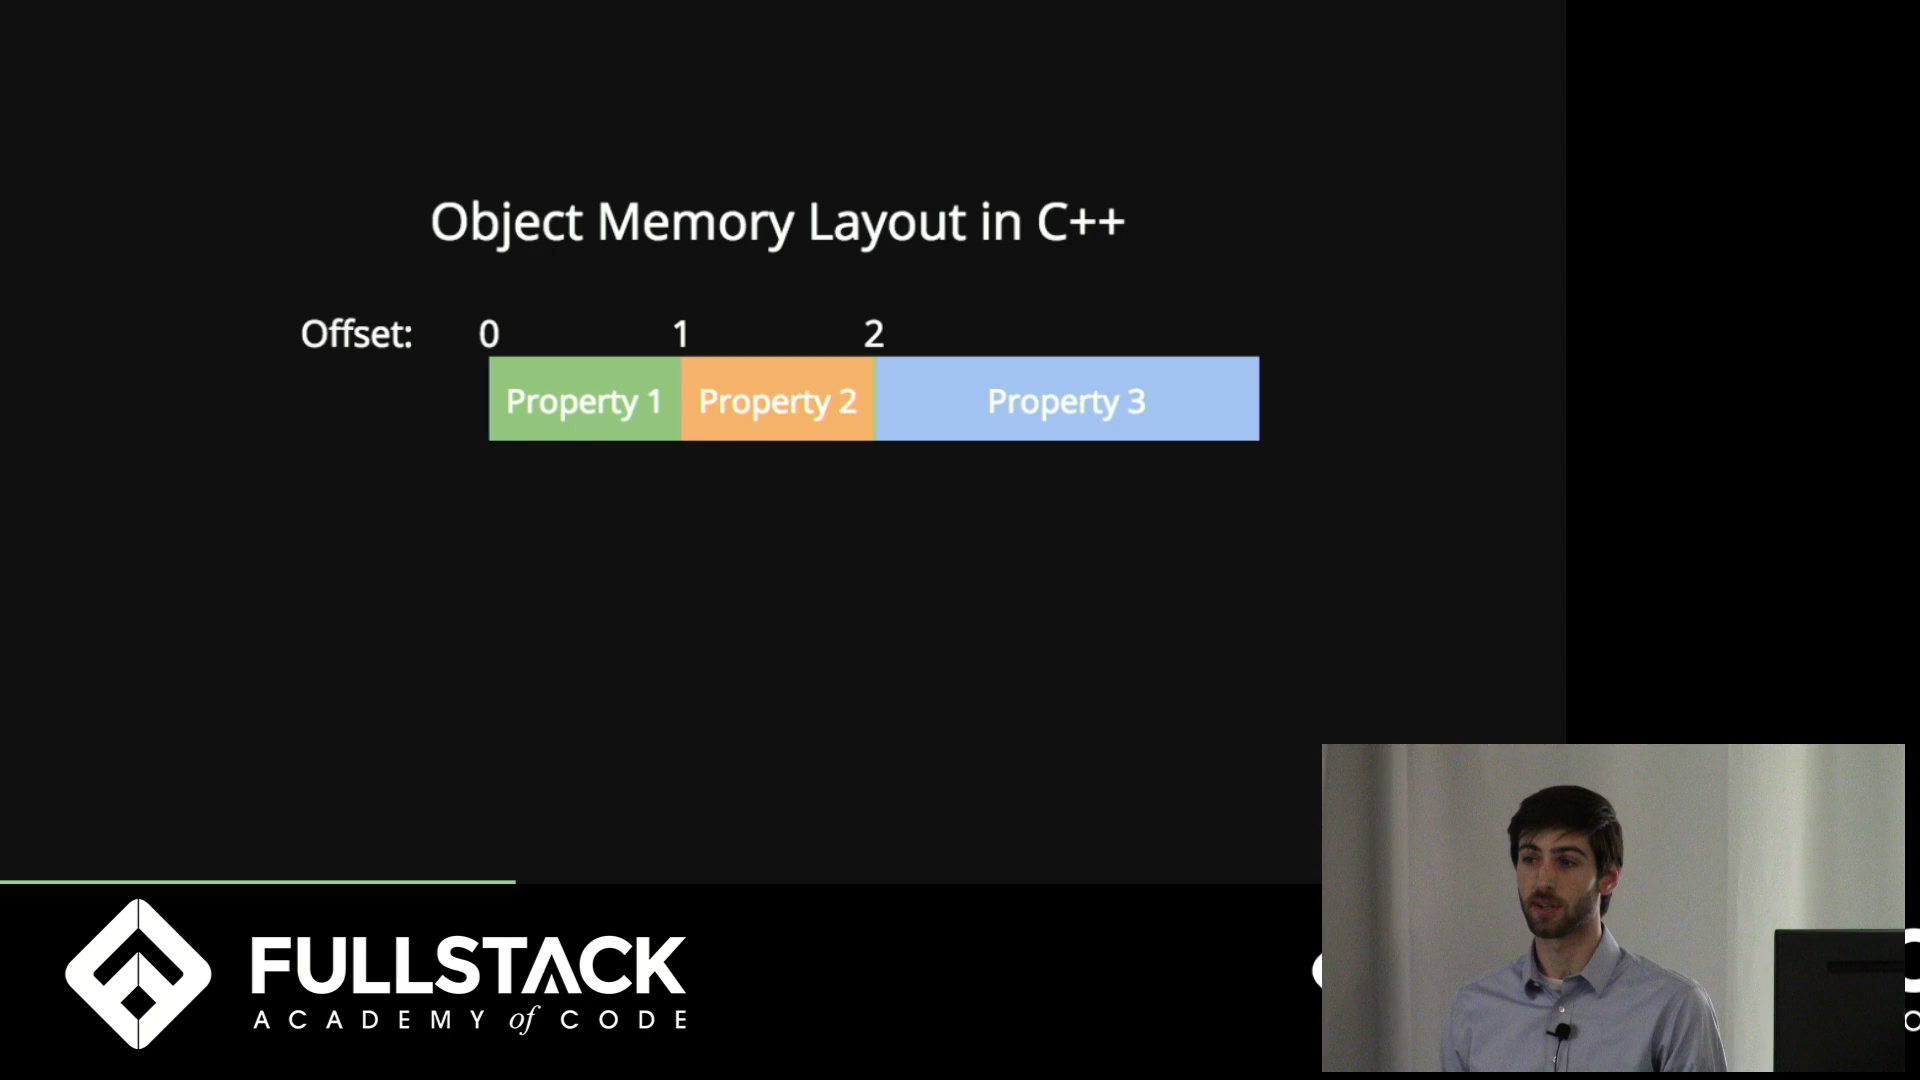 Object Memory Layout in C++
Offset: 0 1 2
Property 1 Property 2 Property 3
FULLSTACK
ACADEMY of CODE